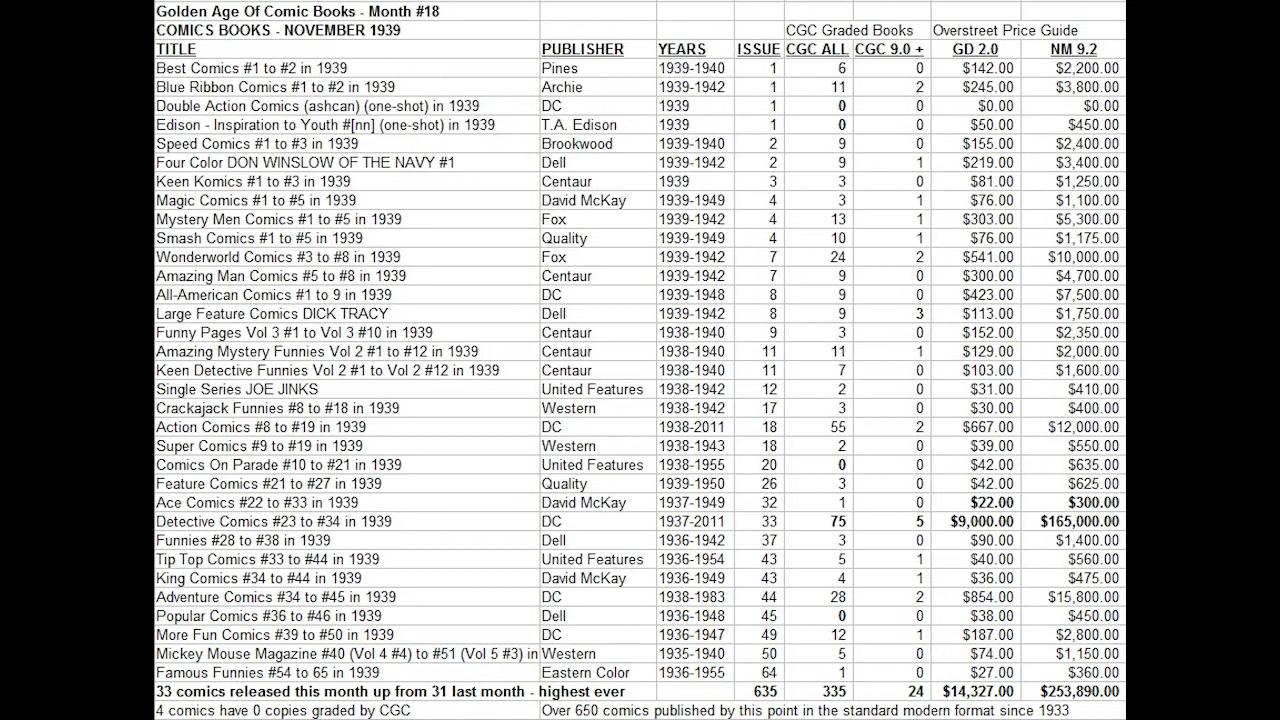 Golden Age Of Comic Books - Month #18
COMICS BOOKS - NOVEMBER 1939 CGC Graded Books Overstreet Price Guide
TITLE PUBLISHER YEARS ISSUE CGC ALL CGC 9.0 + GD 2.0 NM 9.2
Best Comics #1 to #2 in 1939 Pines 1939-1940 1 6 0 $142.00 $2,200.00
Blue Ribbon Comics #1 to #2 in 1939 Archie 1939-1942 1 11 2 $245.00 $3,800.00
Double Action Comics (ashcan) (one-shot) in 1939 DC 1939 1 0 0 $0.00 $0.00
Edison - Inspiration to Youth #[nn] (one-shot) in 1939 T.A. Edison 1939 1 0 0 $50.00 $450.00
Speed Comics #1 to #3 in 1939 Brookwood 1939-1940 2 9 0 $155.00 $2,400.00
Four Color DON WINSLOW OF THE NAVY #1 Dell 1939-1942 2 9 1 $219.00 $3,400.00
Keen Komics #1 to #3 in 1939 Centaur 1939 3 3 0 $81.00 $1,250.00
Magic Comics #1 to #5 in 1939 David McKay 1939-1949 4 3 1 $76.00 $1,100.00
Mystery Men Comics #1 to #5 in 1939 Fox 1939-1942 4 13 1 $303.00 $5,300.00
Smash Comics #1 to #5 in 1939 Quality 1939-1949 4 10 1 $76.00 $1,175.00
Wonderworld Comics #3 to #8 in 1939 Fox 1939-1942 7 24 2 $541.00 $10,000.00
Amazing Man Comics #5 to #8 in 1939 Centaur 1939-1942 7 9 0 $300.00 $4,700.00
All-American Comics #1 to 9 in 1939 DC 1939-1948 8 9 0 $423.00 $7,500.00
Large Feature Comics DICK TRACY Dell 1939-1942 8 9 3 $113.00 $1,750.00
Funny Pages Vol 3 #1 to Vol 3 #10 in 1939 Centaur 1938-1940 9 3 0 $152.00 $2,350.00
Amazing Mystery Funnies Vol 2 #1 to #12 in 1939 Centaur 1938-1940 11 11 1 $129.00 $2,000.00
Keen Detective Funnies Vol 2 #1 to Vol 2 #12 in 1939 Centaur 1938-1940 11 7 0 $103.00 $1,600.00
Single Series JOE JINKS United Features 1938-1942 12 2 0 $31.00 $410.00
Crackajack Funnies #8 to #18 in 1939 Western 1938-1942 17 3 0 $30.00 $400.00
Action Comics #8 to #19 in 1939 DC 1938-2011 18 55 2 $667.00 $12,000.00
Super Comics #9 to #19 in 1939 Western 1938-1943 18 2 0 $39.00 $550.00
Comics On Parade #10 to #21 in 1939 United Features 1938-1955 20 0 0 $42.00 $635.00
Feature Comics #21 to #27 in 1939 Quality 1939-1950 26 3 0 $42.00 $625.00
Ace Comics #22 to #33 in 1939 David McKay 1937-1949 32 1 0 $22.00 $300.00
Detective Comics #23 to #34 in 1939 DC 1937-2011 33 75 5 $9,000.00 $165,000.00
Funnies #28 to #38 in 1939 Dell 1936-1942 37 3 0 $90.00 $1,400.00
Tip Top Comics #33 to #44 in 1939 United Features 1936-1954 43 5 1 $40.00 $560.00
King Comics #34 to #44 in 1939 David McKay 1936-1949 43 4 1 $36.00 $475.00
Adventure Comics #34 to #45 in 1939 DC 1938-1983 44 28 2 $854.00 $15,800.00
Popular Comics #36 to #46 in 1939 Dell 1936-1948 45 0 0 $38.00 $450.00
More Fun Comics #39 to #50 in 1939 DC 1936-1947 49 12 1 $187.00 $2,800.00
Mickey Mouse Magazine #40 (Vol 4 #4) to #51 (Vol 5 #3) in Western 1935-1940 50 5 0 $74.00 $1,150.00
Famous Funnies #54 to 65 in 1939 Eastern Color 1936-1955 64 1 0 $27.00 $360.00
33 comics released this month up from 31 last month - highest ever 635 335 24 $14,327.00 $253,890.00
4 comics have 0 copies graded by CGC Over 650 comics published by this point in the standard modern format since 1933